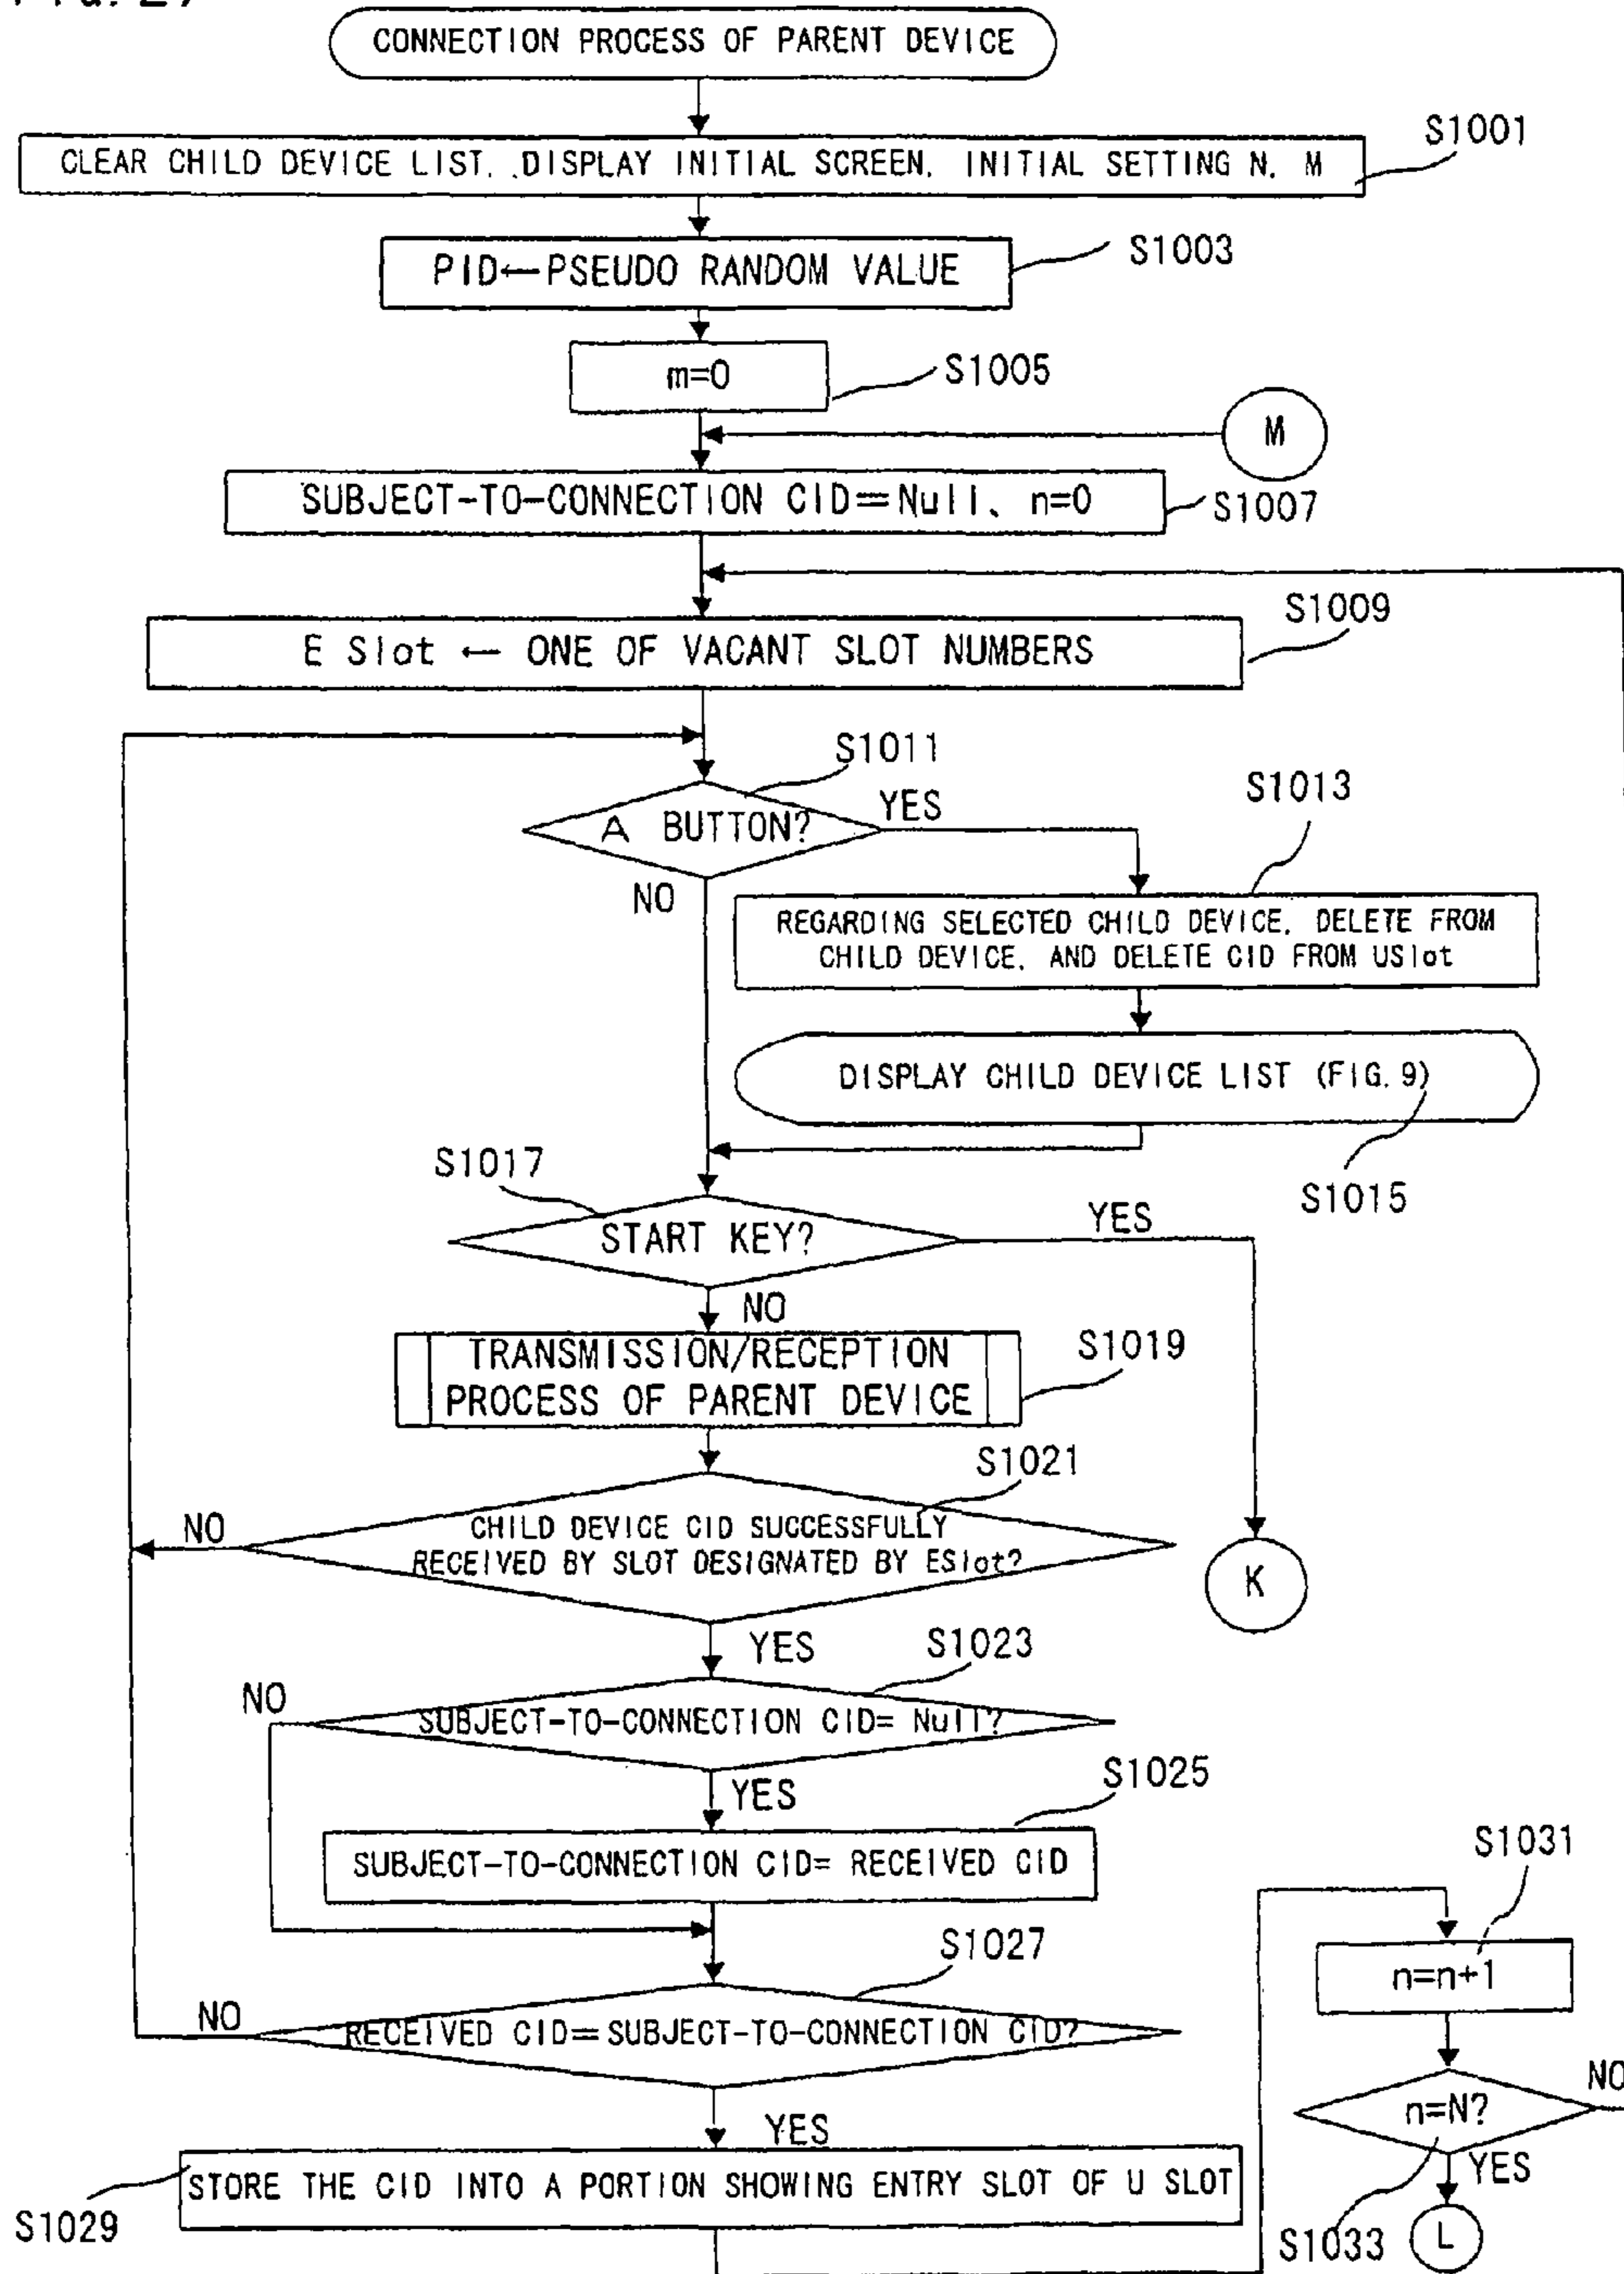 CONNECTION PROCESS OF PARENT DEVICE
S1001
CLEAR CHILD DEVICE LIST. DISPLAY INITIAL SCREEN. INITIAL SETTING N. M
S1003
PID←PSEUDO RANDOM VALUE
m=0
S1005
M
SUBJECT-TO-CONNECTION CID=Null. n=0
S1007
S1009
E Slot ← ONE OF VACANT SLOT NUMBERS
S1011
A BUTTON?
YES
S1013
NO
REGARDING SELECTED CHILD DEVICE. DELETE FROM
CHILD DEVICE. AND DELETE CID FROM USlot
DISPLAY CHILD DEVICE LIST (FIG. 9)
S1015
S1017
START KEY?
YES
NO
TRANSMISSION/RECEPTION
PROCESS OF PARENT DEVICE
S1019
S1021
CHILD DEVICE CID SUCCESSFULLY
RECEIVED BY SLOT DESIGNATED BY ESlot?
NO
K
YES
S1023
NO
SUBJECT-TO-CONNECTION CID= Null?
YES
S1025
SUBJECT-TO-CONNECTION CID= RECEIVED CID
S1027
NO
RECEIVED CID=SUBJECT-TO-CONNECTION CID?
YES
STORE THE CID INTO A PORTION SHOWING ENTRY SLOT OF U SLOT
S1029
S1031
n=n+1
n=N?
NO
YES
S1033
L